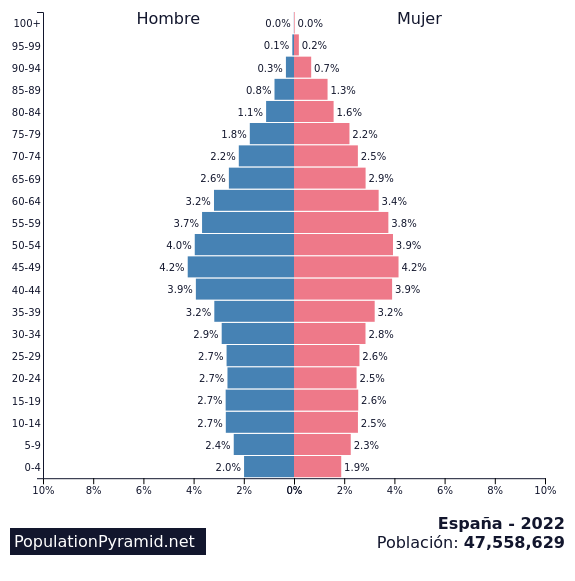 Hombre Mujer
100+ 0.0% 0.0%
95-99 0.1% 0.2%
90-94 0.3% 0.7%
85-89 0.8% 1.3%
80-84 1.1% 1.6%
75-79 1.8% 2.2%
70-74 2.2% 2.5%
65-69 2.6% 2.9%
60-64 3.2% 3.4%
55-59 3.7% 3.8%
50-54 4.0% 3.9%
45-49 4.2% 4.2%
40-44 3.9% 3.9%
35-39 3.2% 3.2%
30-34 2.9% 2.8%
25-29 2.7% 2.6%
20-24 2.7% 2.5%
15-19 2.7% 2.6%
10-14 2.7% 2.5%
5-9 2.4% 2.3%
0-4 2.0% 1.9%
10% 8% 6% 4% 2% 0% 2% 4% 6% 8% 10%
España - 2022
PopulationPyramid.net Población: 47,558,629